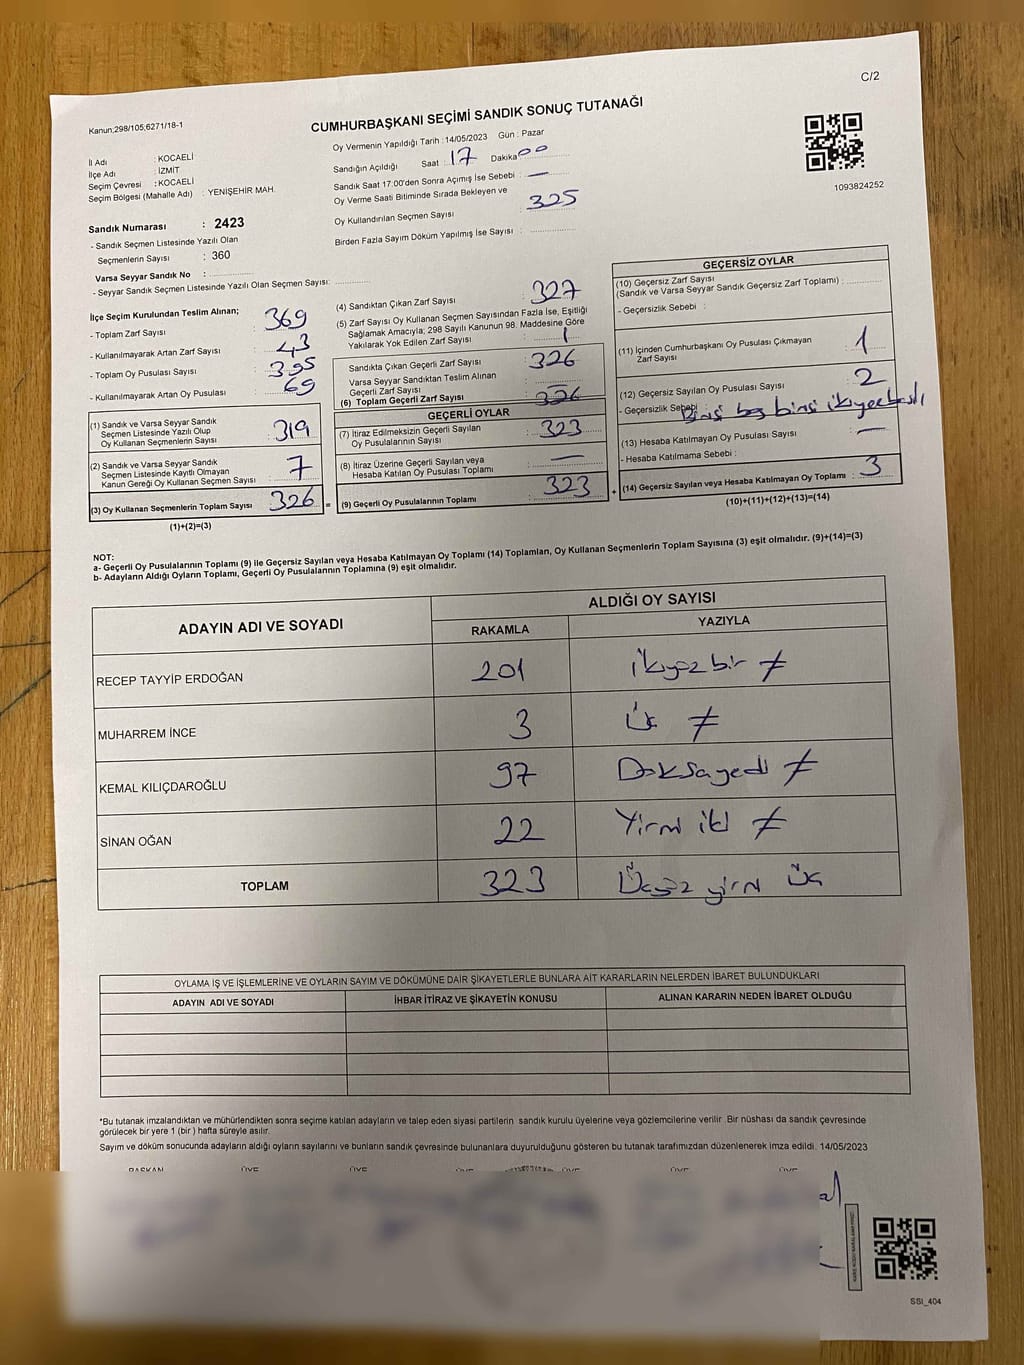 C/2
Kanun;298/105;6271/18-1
CUMHURBAŞKANI SEÇİMİ SANDIK SONUÇ TUTANAĞI
1093824252
İl Adı : KOCAELİ
İlçe Adı : İZMİT
Seçim Çevresi : KOCAELİ
Seçim Bölgesi (Mahalle Adı) : YENİŞEHİR MAH.
Sandık Numarası : 2423
- Sandık Seçmen Listesinde Yazılı Olan
Seçmenlerin Sayısı : 360
Varsa Seyyar Sandık No :
- Seyyar Sandık Seçmen Listesinde Yazılı Olan Seçmen Sayısı:
Oy Vermenin Yapıldığı Tarih : 14/05/2023 Gün : Pazar
Sandığın Açıldığı Saat : 17 Dakika 00
Sandık Saat 17:00'den Sonra Açımış İse Sebebi : —
Oy Verme Saati Bitiminde Sırada Bekleyen ve
Oy Kullandırılan Seçmen Sayısı : 325
Birden Fazla Sayım Döküm Yapılmış İse Sayısı :
İlçe Seçim Kurulundan Teslim Alınan;
- Toplam Zarf Sayısı : 369
- Kullanılmayarak Artan Zarf Sayısı : 43
- Toplam Oy Pusulası Sayısı : 395
- Kullanılmayarak Artan Oy Pusulası : 69
(1) Sandık ve Varsa Seyyar Sandık
Seçmen Listesinde Yazılı Olup
Oy Kullanan Seçmenlerin Sayısı : 319
(2) Sandık ve Varsa Seyyar Sandık
Seçmen Listesinde Kayıtlı Olmayan
Kanun Gereği Oy Kullanan Seçmen Sayısı : 7
(3) Oy Kullanan Seçmenlerin Toplam Sayısı : 326 =
(1)+(2)=(3)
(4) Sandıktan Çıkan Zarf Sayısı : 327
(5) Zarf Sayısı Oy Kullanan Seçmen Sayısından Fazla İse, Eşitliği
Sağlamak Amacıyla; 298 Sayılı Kanunun 98. Maddesine Göre
Yakılarak Yok Edilen Zarf Sayısı : 1
Sandıkta Çıkan Geçerli Zarf Sayısı : 326
Varsa Seyyar Sandıktan Teslim Alınan
Geçerli Zarf Sayısı : —
(6) Toplam Geçerli Zarf Sayısı : 326
GEÇERLİ OYLAR
(7) İtiraz Edilmeksizin Geçerli Sayılan
Oy Pusulalarının Sayısı : 323
(8) İtiraz Üzerine Geçerli Sayılan veya
Hesaba Katılan Oy Pusulası Toplamı : —
(9) Geçerli Oy Pusulalarının Toplamı : 323 +
GEÇERSİZ OYLAR
(10) Geçersiz Zarf Sayısı
(Sandık ve Varsa Seyyar Sandık Geçersiz Zarf Toplamı) :
- Geçersizlik Sebebi :
(11) İçinden Cumhurbaşkanı Oy Pusulası Çıkmayan
Zarf Sayısı : 1
(12) Geçersiz Sayılan Oy Pusulası Sayısı : 2
- Geçersizlik Sebebi : Birisi boş birisi
(13) Hesaba Katılmayan Oy Pusulası Sayısı : —
- Hesaba Katılmama Sebebi :
(14) Geçersiz Sayılan veya Hesaba Katılmayan Oy Toplamı : 3
(10)+(11)+(12)+(13)=(14)
NOT:
a- Geçerli Oy Pusulalarının Toplamı (9) ile Geçersiz Sayılan veya Hesaba Katılmayan Oy Toplamı (14) Toplamları, Oy Kullanan Seçmenlerin Toplam Sayısına (3) eşit olmalıdır. (9)+(14)=(3)
b- Adayların Aldığı Oyların Toplamı, Geçerli Oy Pusulalarının Toplamına (9) eşit olmalıdır.
ADAYIN ADI VE SOYADI ALDIĞI OY SAYISI
RAKAMLA YAZIYLA
RECEP TAYYİP ERDOĞAN 201 ikiyüz bir ≠
MUHARREM İNCE 3 Üç ≠
KEMAL KILIÇDAROĞLU 97 Doksayedi ≠
SİNAN OĞAN 22 Yirmi iki ≠
TOPLAM 323 Üçyüz yirmi üç
OYLAMA İŞ VE İŞLEMLERİNE VE OYLARIN SAYIM VE DÖKÜMÜNE DAİR ŞİKAYETLERLE BUNLARA AİT KARARLARIN NELERDEN İBARET BULUNDUKLARI
ADAYIN ADI VE SOYADI İHBAR İTİRAZ VE ŞİKAYETİN KONUSU ALINAN KARARIN NEDEN İBARET OLDUĞU
*Bu tutanak imzalandıktan ve mühürlendikten sonra seçime katılan adayların ve talep eden siyasi partilerin sandık kurulu üyelerine veya gözlemcilerine verilir. Bir nüshası da sandık çevresinde
görülecek bir yere 1 (bir) hafta süreyle asılır.
Sayım ve döküm sonucunda adayların aldığı oyların sayılarını ve bunların sandık çevresinde bulunanlara duyurulduğunu gösteren bu tutanak tarafımızdan düzenlenerek imza edildi. 14/05/2023
BAŞKAN ÜYE ÜYE ÜYE ÜYE ÜYE ÜYE
SSI_404